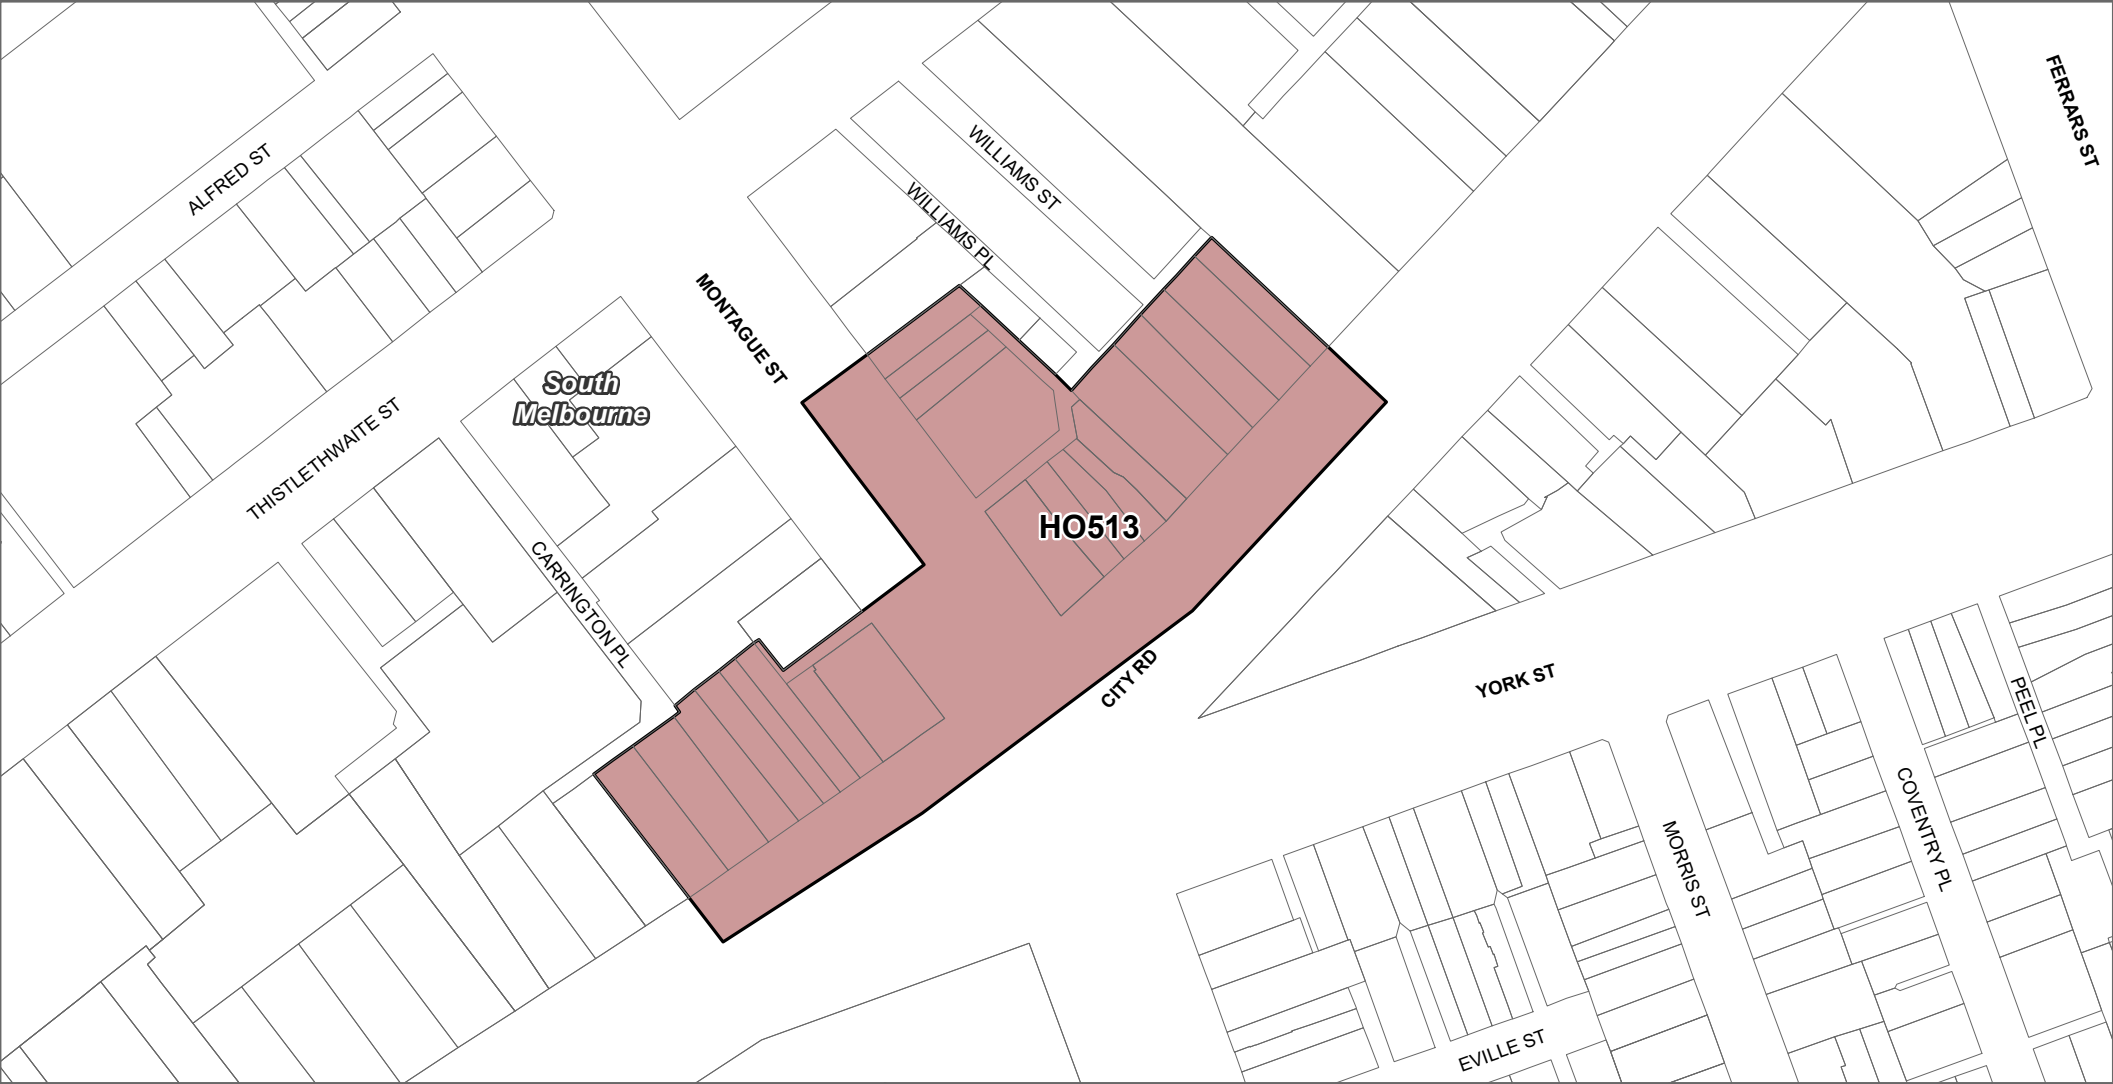 FERRARS ST
WILLIAMS ST
ALFRED ST
WILLIAMS PL
MONTAGUE ST
South
Melbourne
THISTLETHWAITE ST
HO513
CARRINGTON PL
CITY RD
YORK ST
PEEL PL
COVENTRY PL
MORRIS ST
EVILLE ST